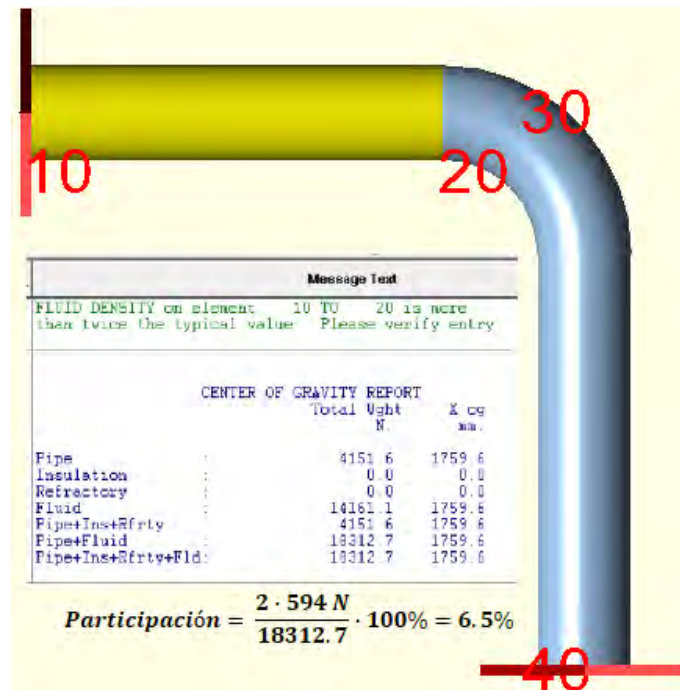 30
10
20
Message Text
FLUID DENSITY on element 10 TO 20 is more
than twice the typical value Please verify entry
CENTER OF GRAVITY REPORT
Total Wght X cg
N. mm.
Pipe : 4151.6 1759.6
Insulation : 0.0 0.0
Refractory : 0.0 0.0
Fluid : 14161.1 1759.6
Pipe+Ins+Rfrty : 4151.6 1759.6
Pipe+Fluid : 18312.7 1759.6
Pipe+Ins+Rfrty+Fld: 18312.7 1759.6
Participación = 2 · 594 N / 18312.7 · 100% = 6.5%
40